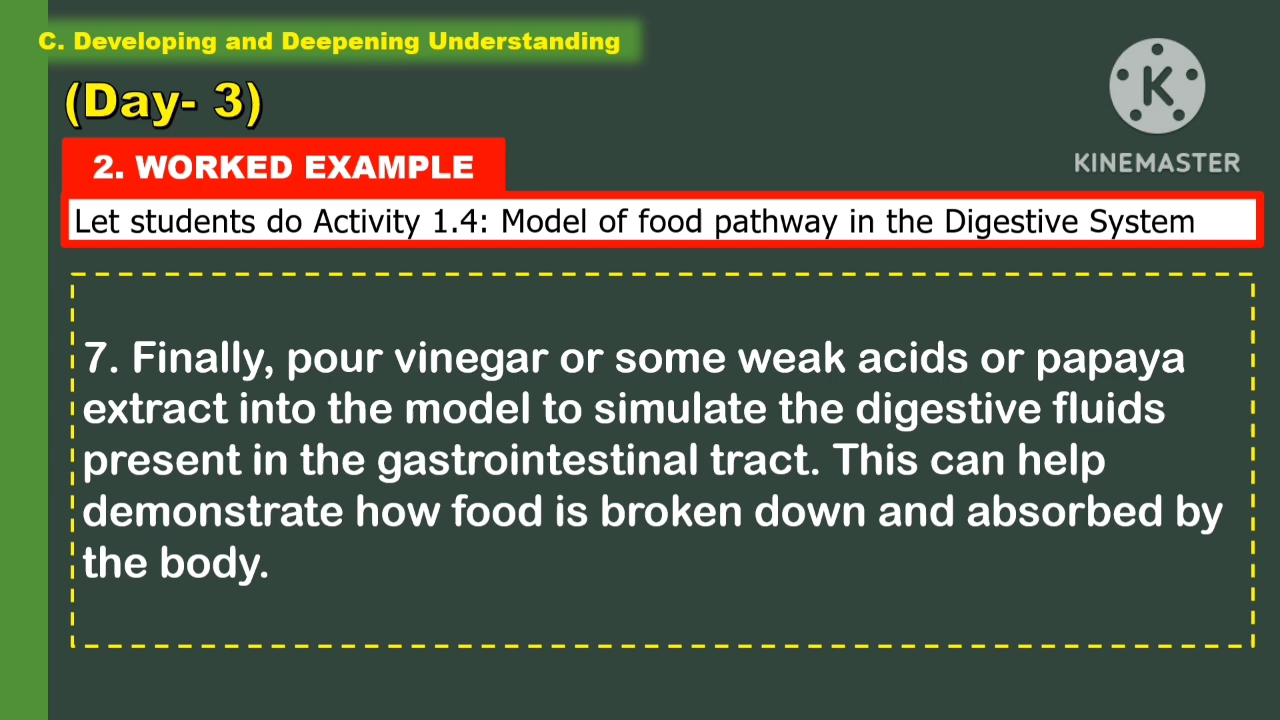 C. Developing and Deepening Understanding
(Day- 3)
K
KINEMASTER
2. WORKED EXAMPLE
Let students do Activity 1.4: Model of food pathway in the Digestive System
7. Finally, pour vinegar or some weak acids or papaya
extract into the model to simulate the digestive fluids
present in the gastrointestinal tract. This can help
demonstrate how food is broken down and absorbed by
the body.